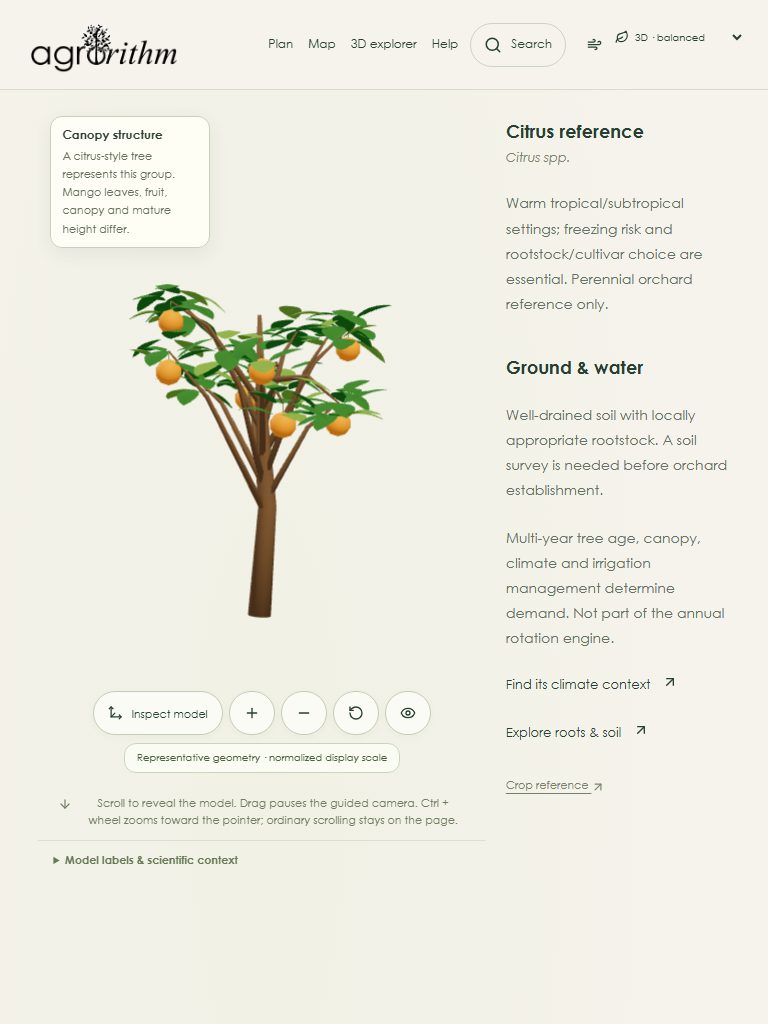 agrorithm
Plan
Map
3D explorer
Help
Search
3D · balanced
Canopy structure
A citrus-style tree
represents this group.
Mango leaves, fruit,
canopy and mature
height differ.
Inspect model
Representative geometry · normalized display scale
Scroll to reveal the model. Drag pauses the guided camera. Ctrl +
wheel zooms toward the pointer; ordinary scrolling stays on the page.
Model labels & scientific context
Citrus reference
Citrus spp.
Warm tropical/subtropical
settings; freezing risk and
rootstock/cultivar choice are
essential. Perennial orchard
reference only.
Ground & water
Well-drained soil with locally
appropriate rootstock. A soil
survey is needed before orchard
establishment.
Multi-year tree age, canopy,
climate and irrigation
management determine
demand. Not part of the annual
rotation engine.
Find its climate context
Explore roots & soil
Crop reference